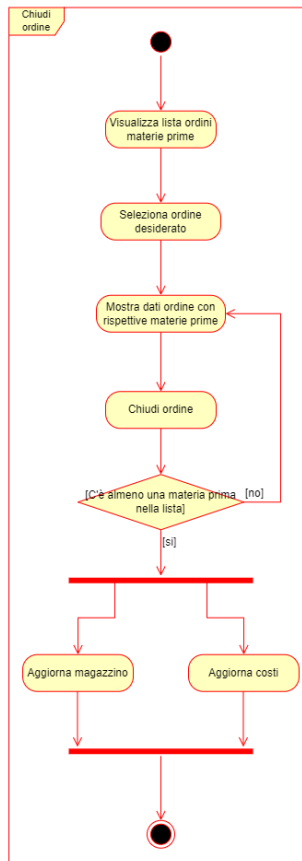 Chiudi
ordine
Visualizza lista ordini
materie prime
Seleziona ordine
desiderato
Mostra dati ordine con
rispettive materie prime
Chiudi ordine
[C'è almeno una materia prima
nella lista]
[no]
[si]
Aggiorna magazzino
Aggiorna costi